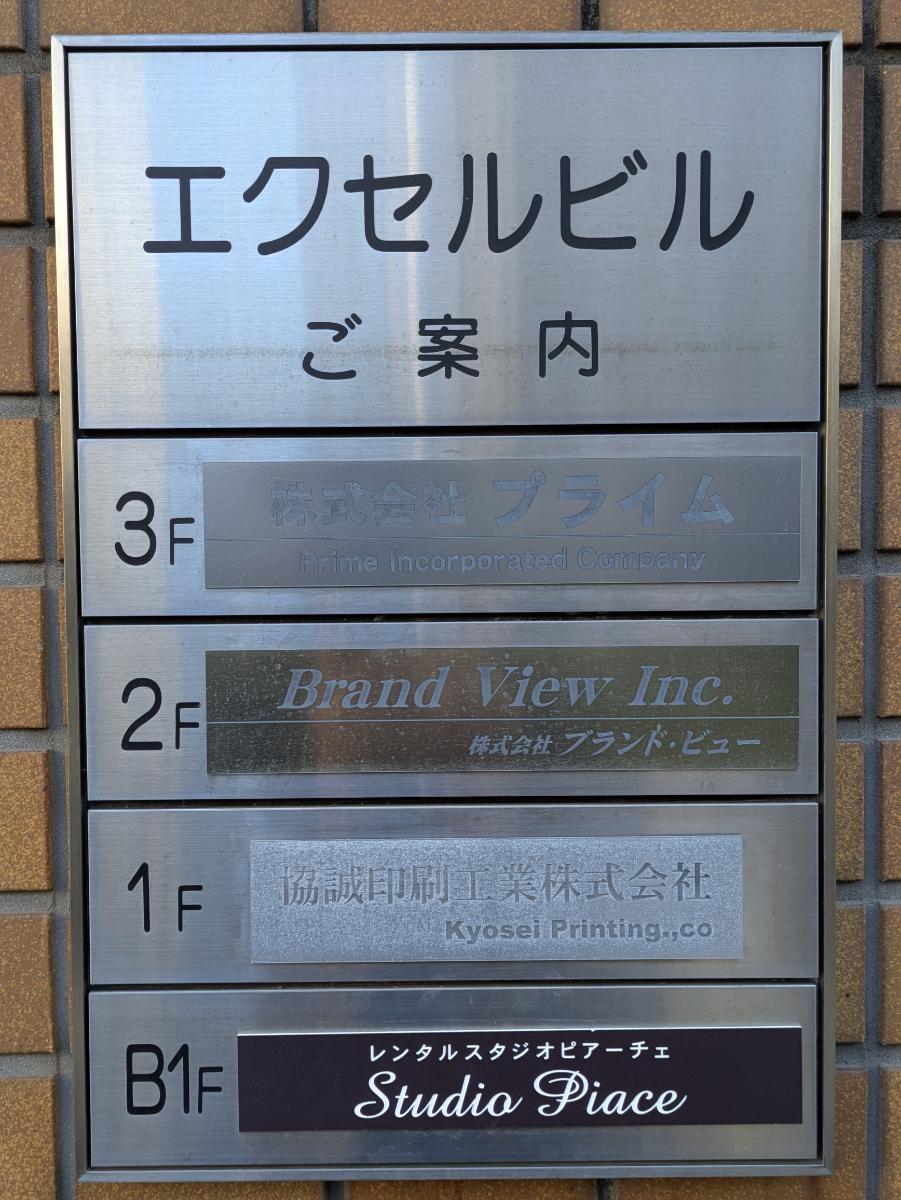 エクセルビル
ご案内
3F
株式会社 プライム
Prime Incorporated Company
2F
Brand View Inc.
株式会社 ブランド・ビュー
1F
協誠印刷工業株式会社
Kyosei Printing.,co
B1F
レンタルスタジオピアーチェ
Studio Piace